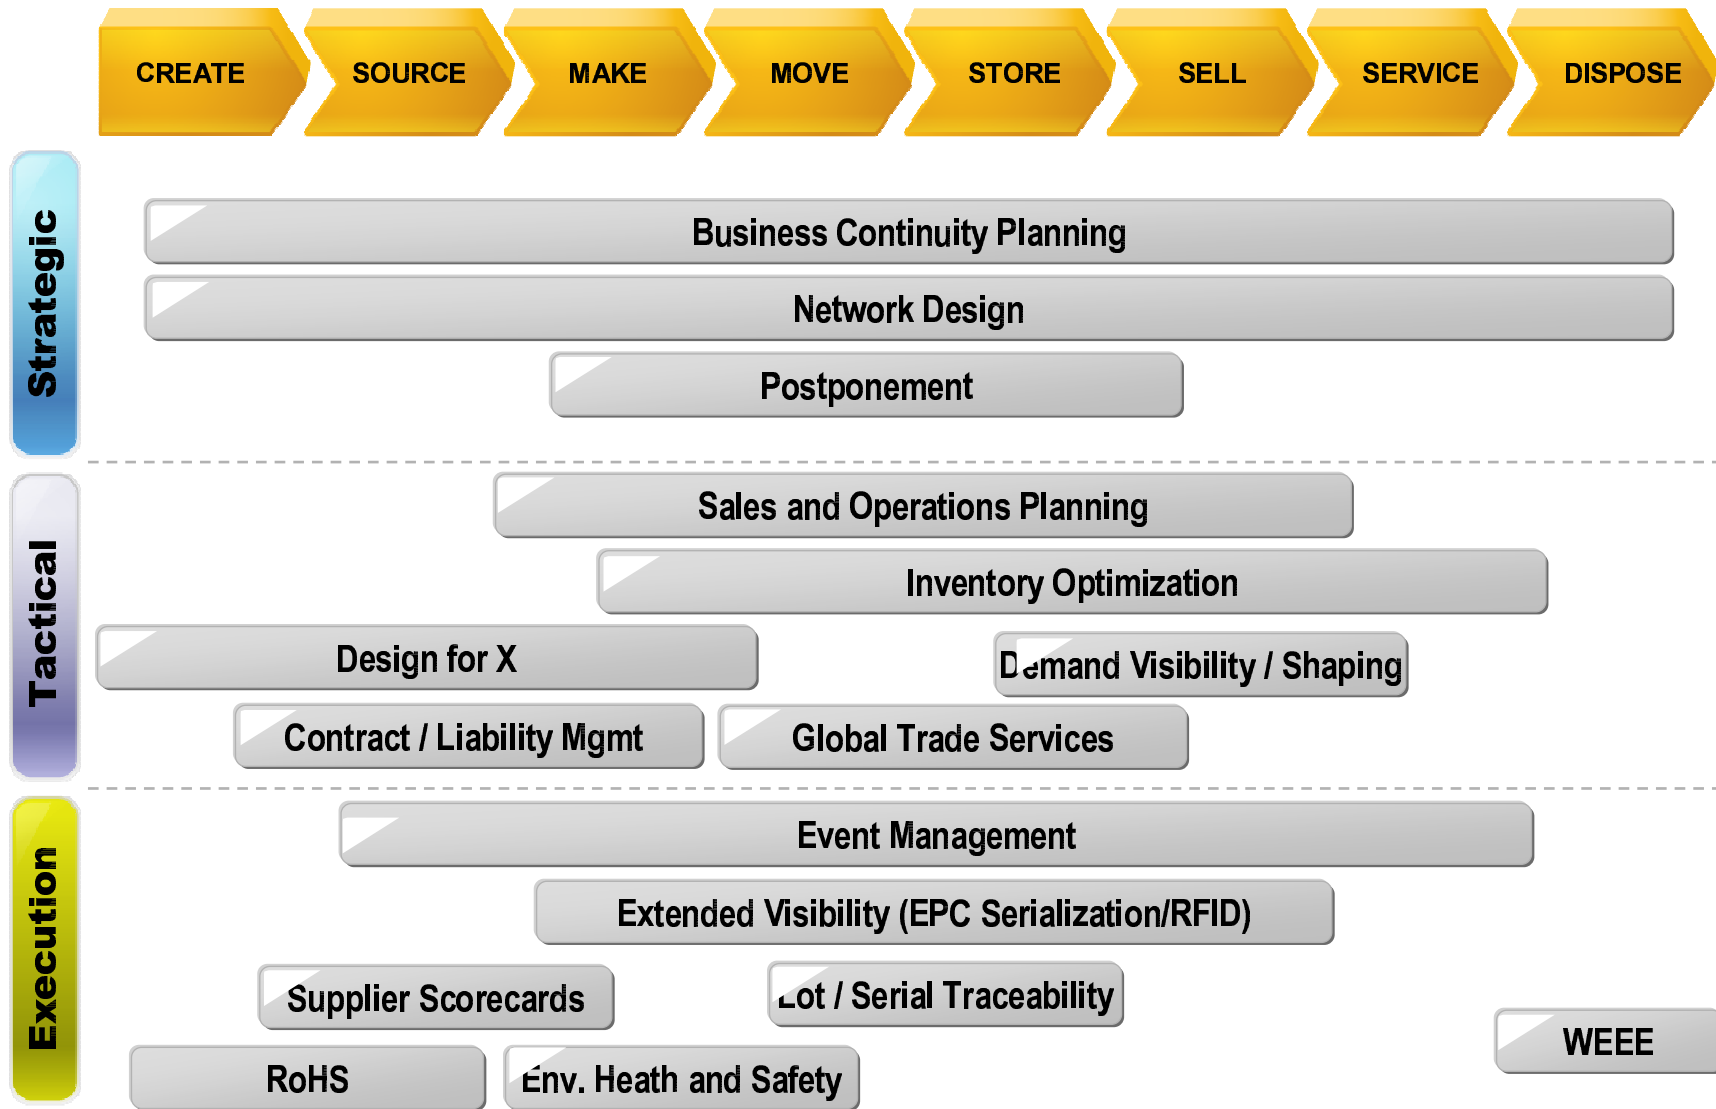 CREATE
SOURCE
MAKE
MOVE
STORE
SELL
SERVICE
DISPOSE
Strategic
Business Continuity Planning
Network Design
Postponement
Tactical
Sales and Operations Planning
Inventory Optimization
Design for X
Demand Visibility / Shaping
Contract / Liability Mgmt
Global Trade Services
Execution
Event Management
Extended Visibility (EPC Serialization/RFID)
Supplier Scorecards
Lot / Serial Traceability
WEEE
RoHS
Env. Heath and Safety